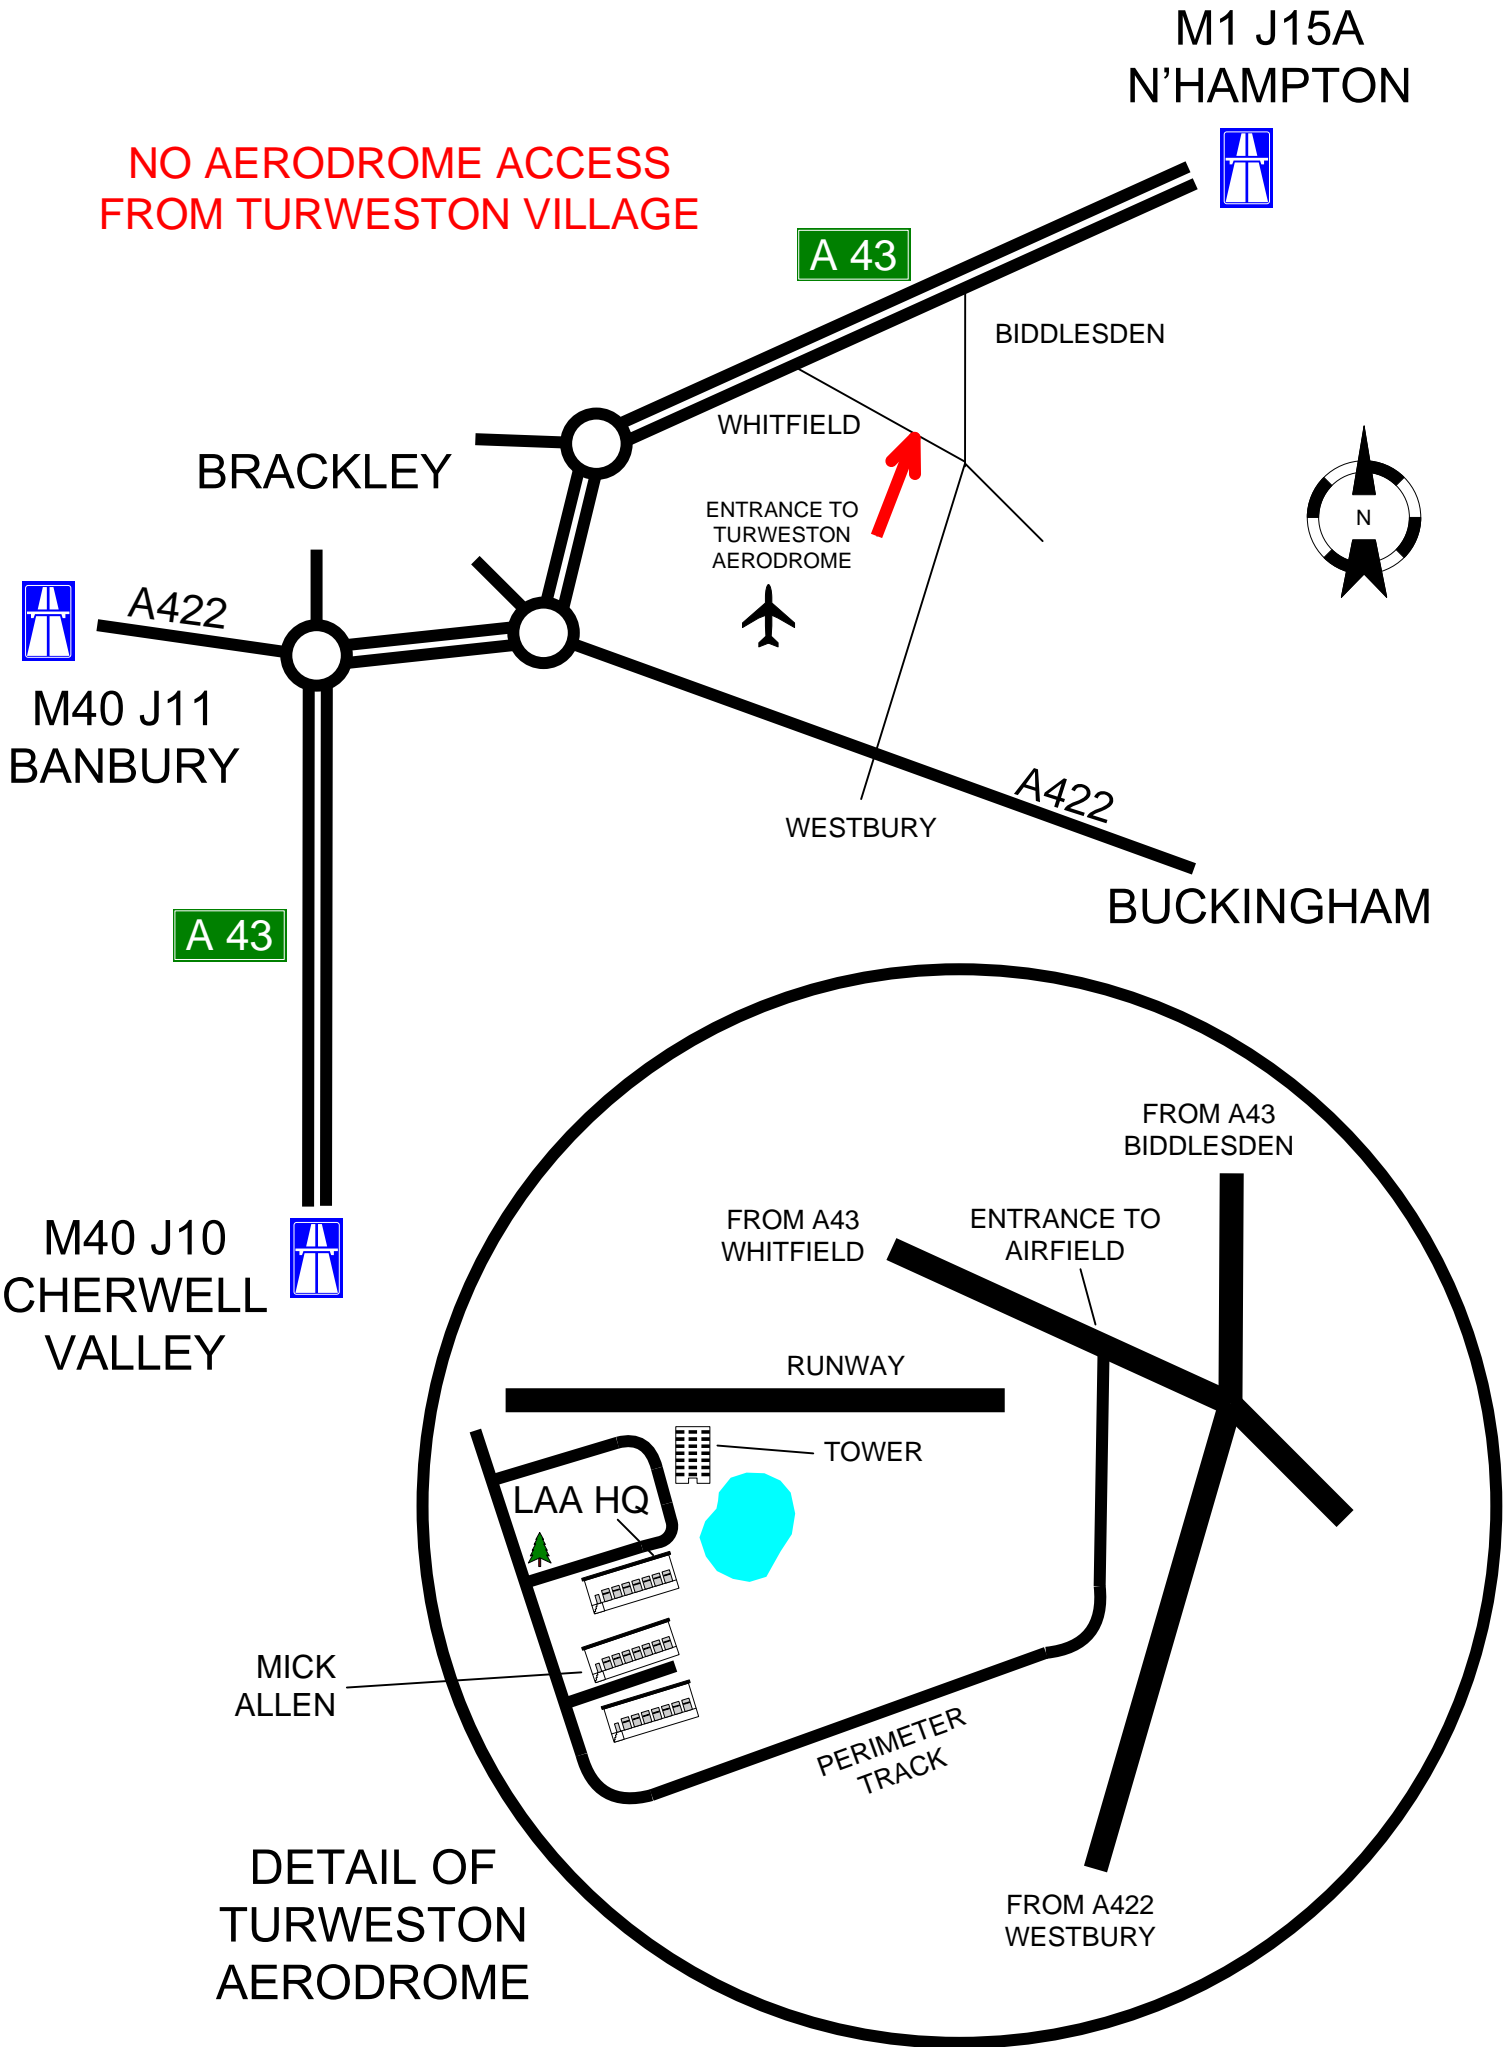 M1 J15A
N'HAMPTON
NO AERODROME ACCESS
FROM TURWESTON VILLAGE
A 43
BIDDLESDEN
WHITFIELD
BRACKLEY
ENTRANCE TO
TURWESTON
AERODROME
N
A422
M40 J11
BANBURY
A422
WESTBURY
BUCKINGHAM
A 43
FROM A43
BIDDLESDEN
FROM A43
WHITFIELD
ENTRANCE TO
AIRFIELD
M40 J10
CHERWELL
VALLEY
RUNWAY
TOWER
LAA HQ
MICK
ALLEN
PERIMETER
TRACK
DETAIL OF
TURWESTON
AERODROME
FROM A422
WESTBURY